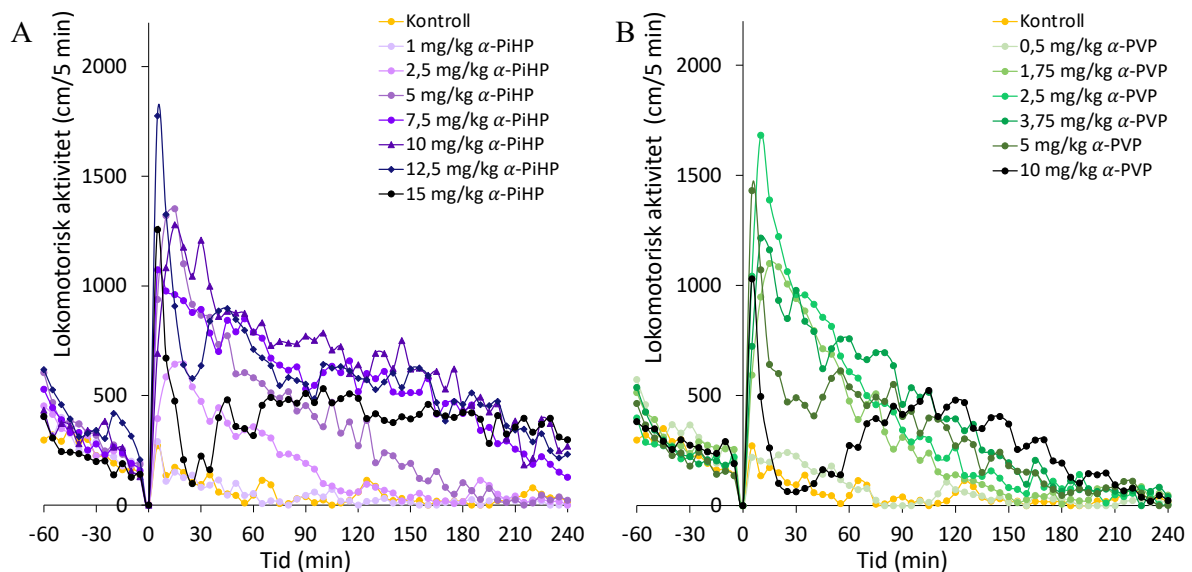 A
Lokomotorisk aktivitet (cm/5 min)
2000
1500
1000
500
0
-60 -30 0 30 60 90 120 150 180 210 240
Tid (min)
Kontroll
1 mg/kg α-PiHP
2,5 mg/kg α-PiHP
5 mg/kg α-PiHP
7,5 mg/kg α-PiHP
10 mg/kg α-PiHP
12,5 mg/kg α-PiHP
15 mg/kg α-PiHP
B
Lokomotorisk aktivitet (cm/5 min)
2000
1500
1000
500
0
-60 -30 0 30 60 90 120 150 180 210 240
Tid (min)
Kontroll
0,5 mg/kg α-PVP
1,75 mg/kg α-PVP
2,5 mg/kg α-PVP
3,75 mg/kg α-PVP
5 mg/kg α-PVP
10 mg/kg α-PVP